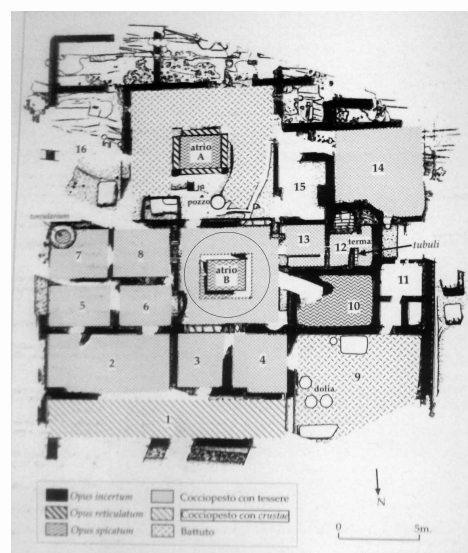 atrio
A
16
14
15
pozzo
torcularium
13
12
terma
tubuli
7
8
atrio
B
11
5
6
10
2
3
4
9
dolia
1
Opus incertum
Cocciopesto con tessere
Opus reticulatum
Cocciopesto con crustae
Opus spicatum
Battuto
N
0
5m.